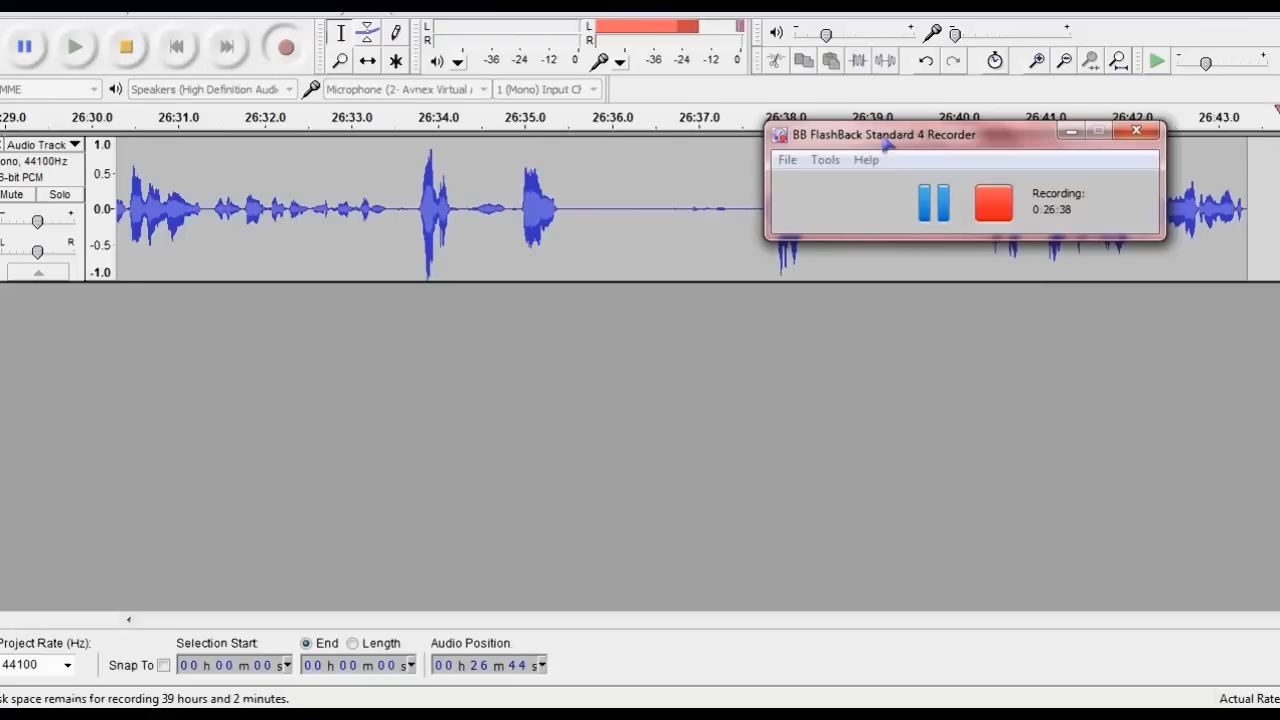 L
R
-36 -24 -12 0
L
R
-36 -24 -12 0
- +
- +
- +
MME
Speakers (High Definition Audi
Microphone (2- Avnex Virtual
1 (Mono) Input Ch
:29.0 26:30.0 26:31.0 26:32.0 26:33.0 26:34.0 26:35.0 26:36.0 26:37.0 26:38.0 26:39.0 26:40.0 26:41.0 26:42.0 26:43.0
Audio Track
ono, 44100Hz
6-bit PCM
Mute Solo
- +
L R
1.0
0.5
0.0
-0.5
-1.0
BB FlashBack Standard 4 Recorder
File Tools Help
Recording:
0:26:38
Project Rate (Hz):
44100
Snap To
Selection Start:
00 h 00 m 00 s
End Length
00 h 00 m 00 s
Audio Position:
00 h 26 m 44 s
sk space remains for recording 39 hours and 2 minutes.
Actual Rate